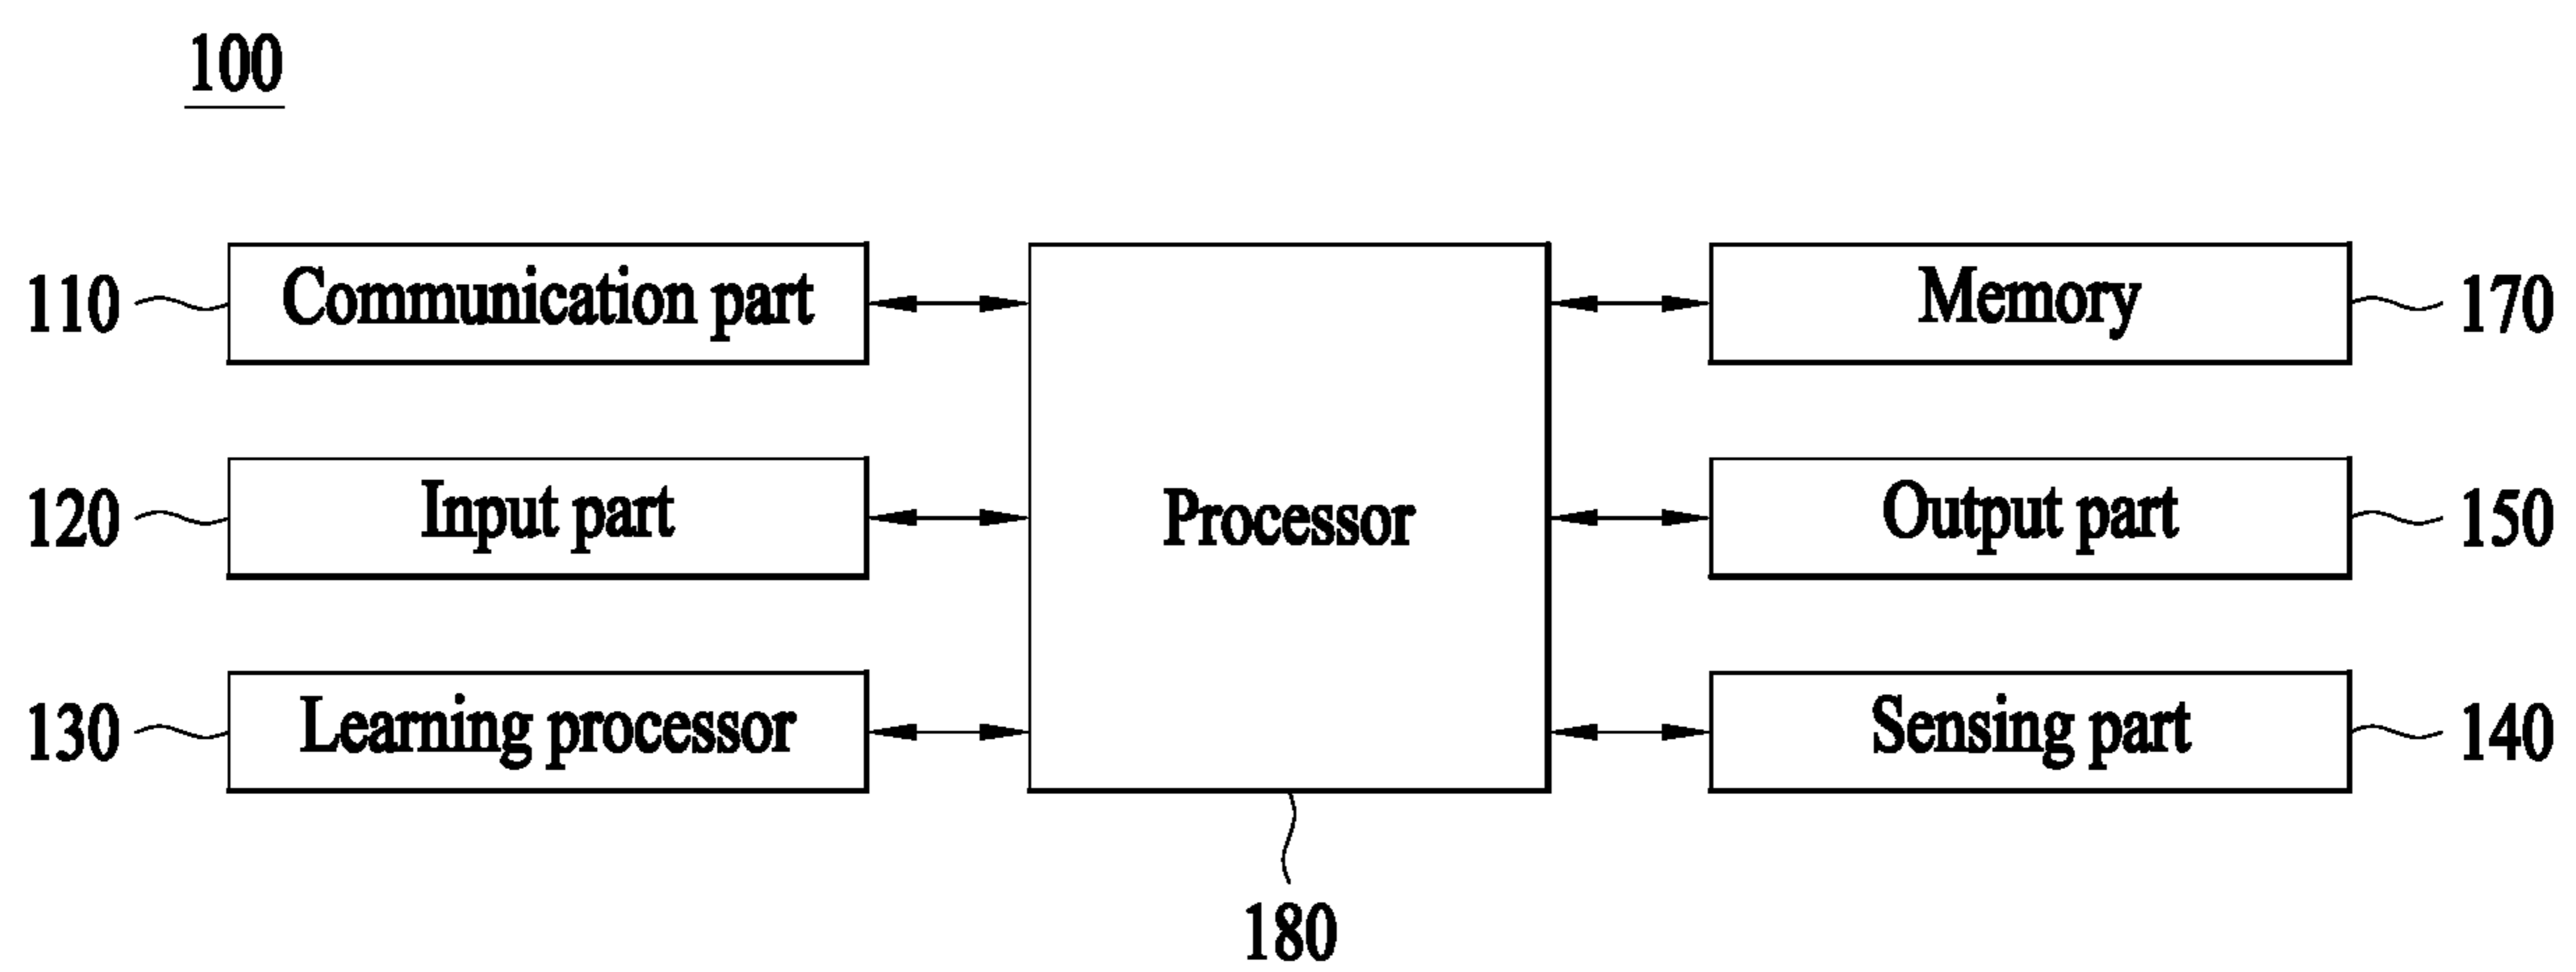 100
110 Communication part
Memory 170
120 Input part
Processor
Output part 150
130 Learning processor
Sensing part 140
180